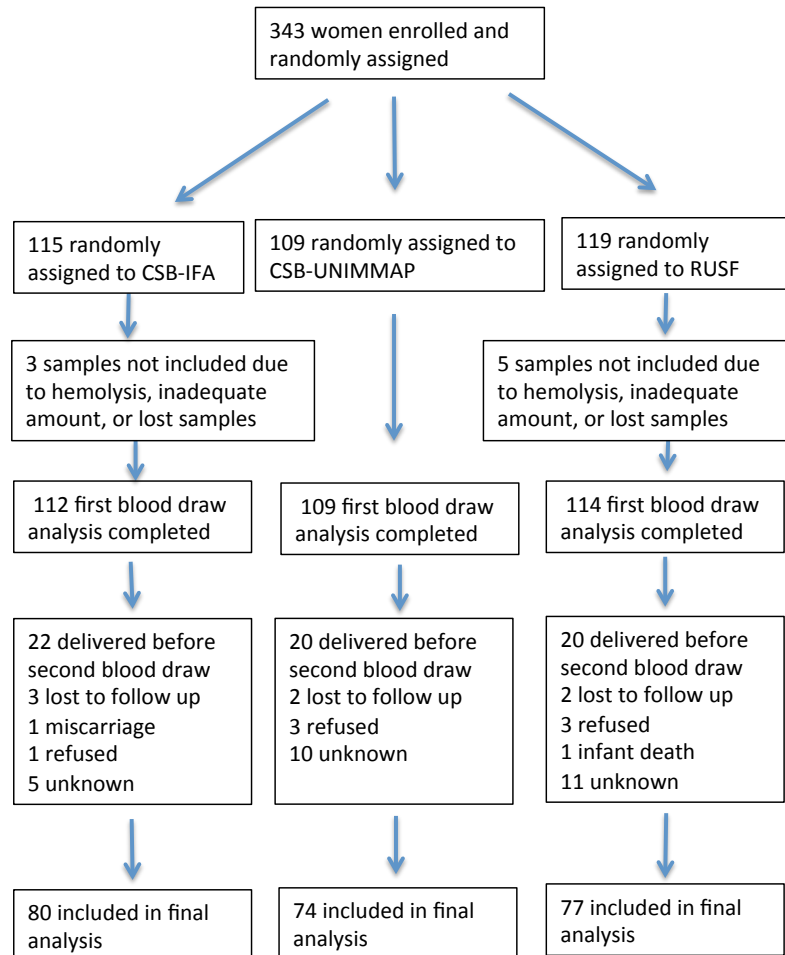 343 women enrolled and
randomly assigned
115 randomly
assigned to CSB-IFA
109 randomly assigned to
CSB-UNIMMAP
119 randomly
assigned to RUSF
3 samples not included due
to hemolysis, inadequate
amount, or lost samples
5 samples not included due
to hemolysis, inadequate
amount, or lost samples
112 first blood draw
analysis completed
109 first blood draw
analysis completed
114 first blood draw
analysis completed
22 delivered before
second blood draw
3 lost to follow up
1 miscarriage
1 refused
5 unknown
20 delivered before
second blood draw
2 lost to follow up
3 refused
10 unknown
20 delivered before
second blood draw
2 lost to follow up
3 refused
1 infant death
11 unknown
80 included in final
analysis
74 included in final
analysis
77 included in final
analysis